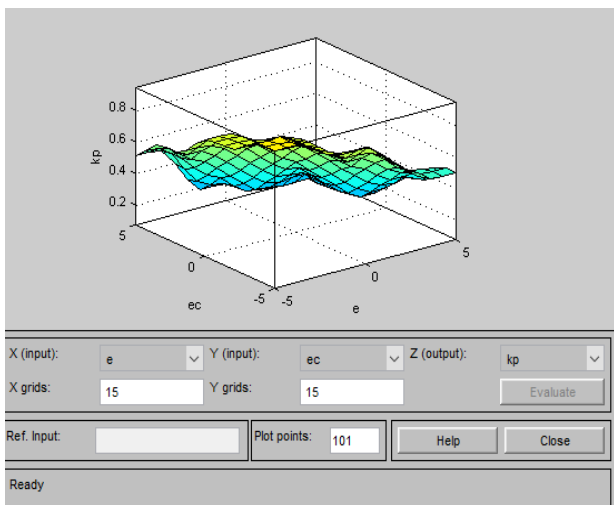 0.8
0.6
0.4
0.2
kp
5
0
-5
ec
-5
0
5
e
X (input): e Y (input): ec Z (output): kp
X grids: 15 Y grids: 15 Evaluate
Ref. Input: Plot points: 101 Help Close
Ready